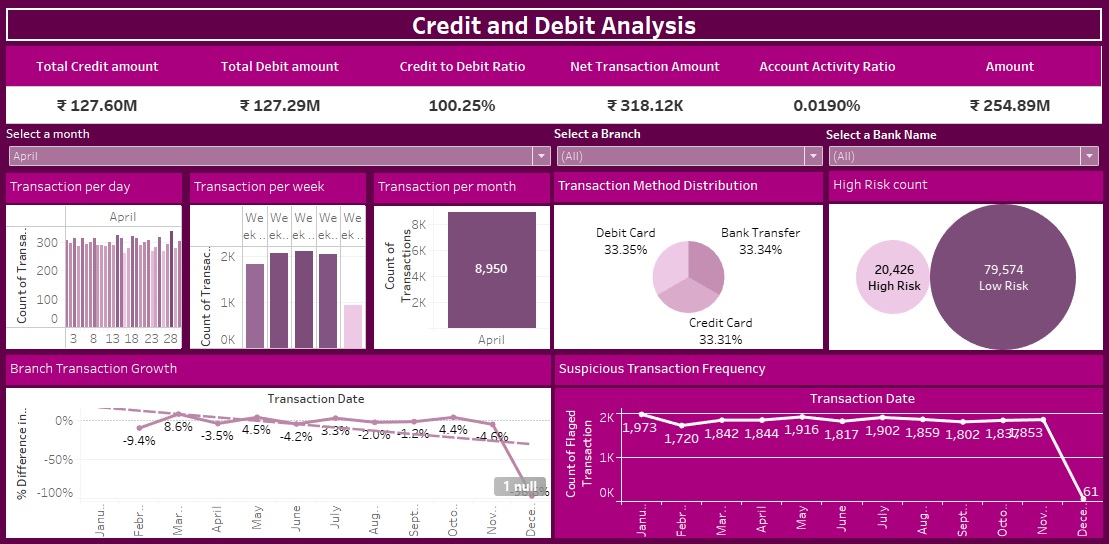 Credit and Debit Analysis
Total Credit amount
Total Debit amount
Credit to Debit Ratio
Net Transaction Amount
Account Activity Ratio
Amount
₹ 127.60M
₹ 127.29M
100.25%
₹ 318.12K
0.0190%
₹ 254.89M
Select a month
Select a Branch
Select a Bank Name
April
(All)
(All)
Transaction per day
Transaction per week
Transaction per month
Transaction Method Distribution
High Risk count
April
Count of Transa..
300
200
100
0
3 8 13 18 23 28
We We We We We
ek .. ek .. ek .. ek .. ek ..
Count of Transac..
2K
1K
0K
Count of
Transactions
8K
6K
4K
2K
8,950
April
Debit Card
33.35%
Bank Transfer
33.34%
Credit Card
33.31%
20,426
High Risk
79,574
Low Risk
Branch Transaction Growth
Transaction Date
% Difference in..
0%
-50%
-100%
-9.4%
8.6%
-3.5%
4.5%
-4.2%
3.3%
-2.0%
-1.2%
4.4%
-4.6%
1 null
Janu..
Febr..
Mar..
April
May
June
July
Aug..
Sept..
Octo..
Nov..
Dece..
Suspicious Transaction Frequency
Transaction Date
Count of Flagged
Transaction
2K
1K
0K
1,973
1,720
1,842
1,844
1,916
1,817
1,902
1,859
1,802
1,853
61
Janu..
Febr..
Mar..
April
May
June
July
Aug..
Sept..
Octo..
Nov..
Dece..